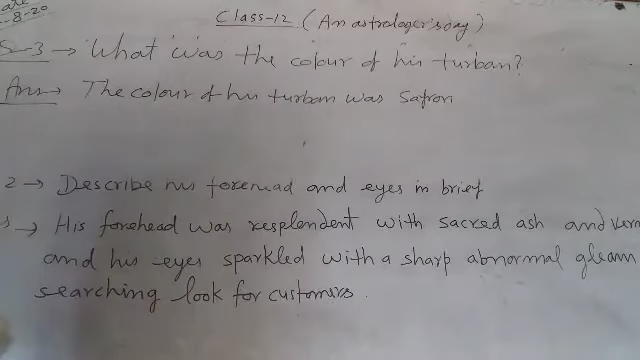 Class-12 (An astrologer's day)
-8-20
S-3 → What was the colour of his turban?
Ans → The colour of his turban was Safron
2 → Describe his forehead and eyes in brief
→ His forehead was resplendent with sacred ash and
and his eyes sparkled with a sharp abnormal gleam
searching look for customers.